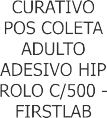 CURATIVO
POS COLETA
ADULTO
ADESIVO HIP
ROLO C/500 -
FIRSTLAB